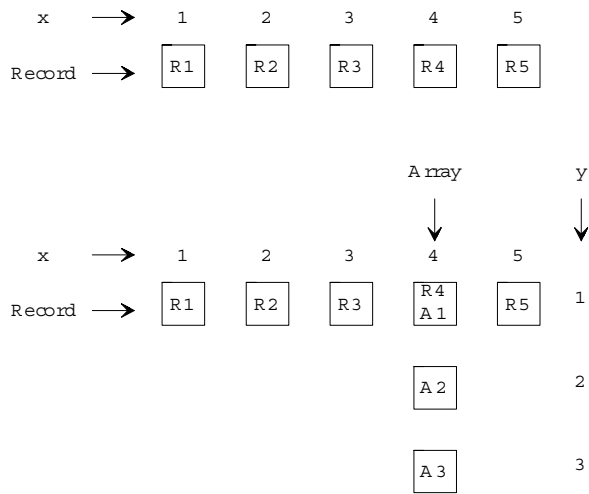 x 1 2 3 4 5
Record R1 R2 R3 R4 R5
Array y
x 1 2 3 4 5
Record R1 R2 R3 R4 A1 R5 1
A2 2
A3 3